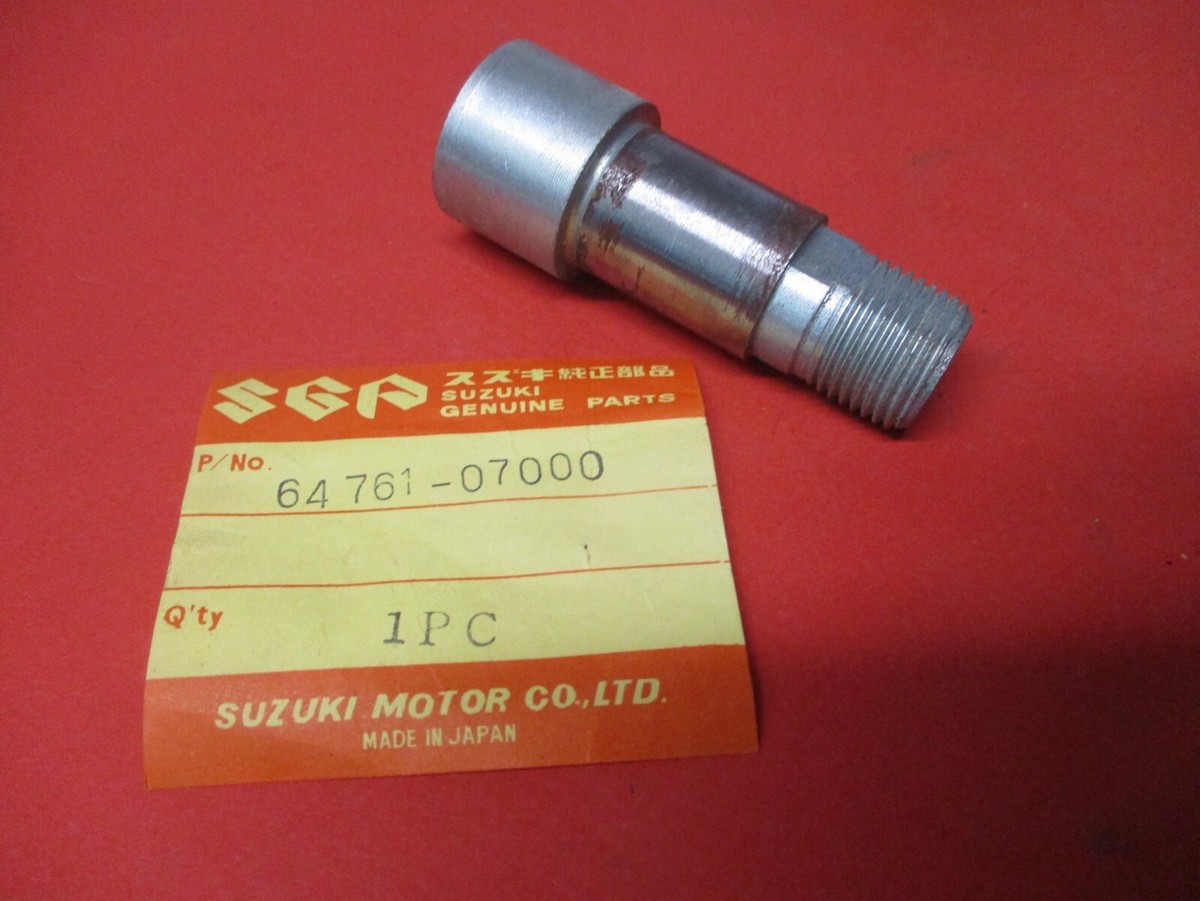 SGP スズキ純正部品
SUZUKI
GENUINE PARTS
P/No. 64761-07000
Q'ty 1PC
SUZUKI MOTOR CO.,LTD.
MADE IN JAPAN